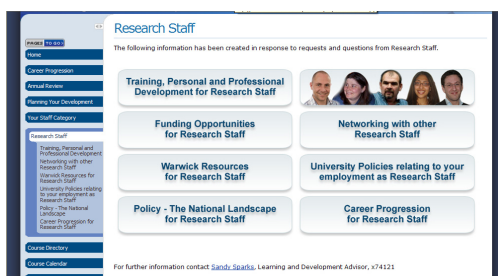 Research Staff
PAGES TO GO>
The following information has been created in response to requests and questions from Research Staff.
Home
Career Progression
Annual Review
Planning Your Development
Your Staff Category
Research Staff
Training, Personal and
Professional Development
Networking with other
Research Staff
Warwick Resources for
Research Staff
University Policies relating
to your employment as
Research Staff
Policy - The National
Landscape
Career Progression for
Research Staff
Course Directory
Course Calendar
Training, Personal and Professional
Development for Research Staff
Funding Opportunities
for Research Staff
Networking with other
Research Staff
Warwick Resources
for Research Staff
University Policies relating to your
employment as Research Staff
Policy - The National Landscape
for Research Staff
Career Progression
for Research Staff
For further information contact Sandy Sparks, Learning and Development Advisor, x74121